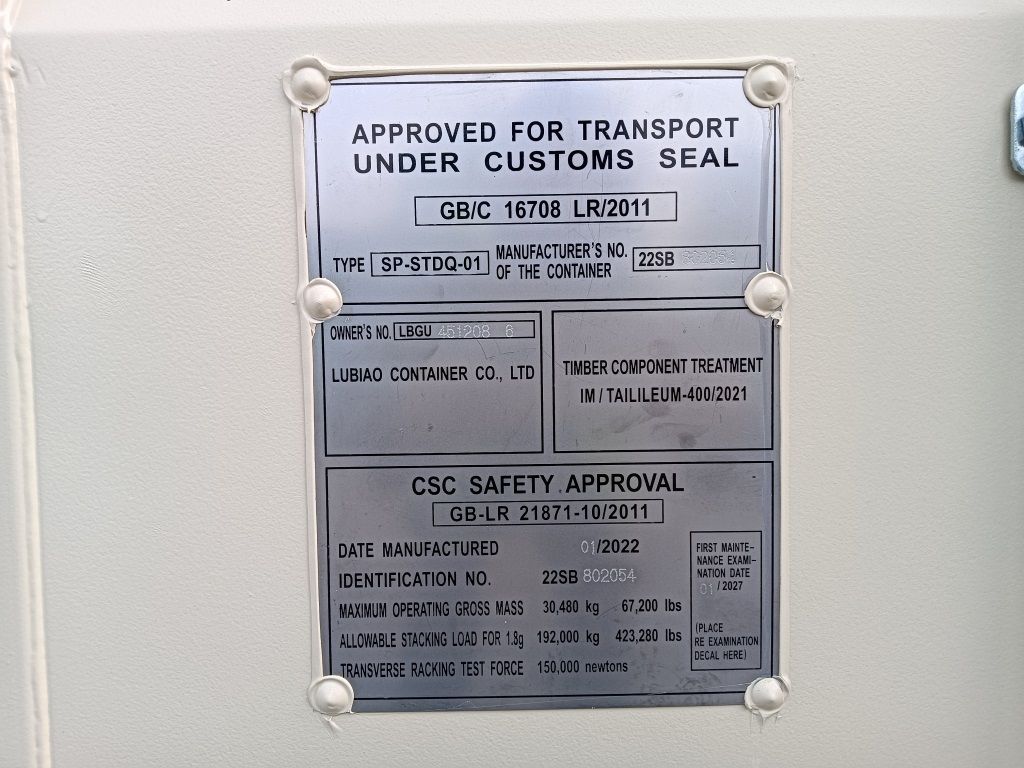 APPROVED FOR TRANSPORT
UNDER CUSTOMS SEAL
GB/C 16708 LR/2011
TYPE SP-STDQ-01 MANUFACTURER'S NO. OF THE CONTAINER 22SB 802054
OWNER'S NO. LBGU 451208 6
LUBIAO CONTAINER CO., LTD
TIMBER COMPONENT TREATMENT
IM / TAILILEUM-400/2021
CSC SAFETY APPROVAL
GB-LR 21871-10/2011
DATE MANUFACTURED 01/2022
IDENTIFICATION NO. 22SB 802054
MAXIMUM OPERATING GROSS MASS 30,480 kg 67,200 lbs
ALLOWABLE STACKING LOAD FOR 1.8g 192,000 kg 423,280 lbs
TRANSVERSE RACKING TEST FORCE 150,000 newtons
FIRST MAINTE-
NANCE EXAMI-
NATION DATE
01 / 2027
(PLACE
RE EXAMINATION
DECAL HERE)